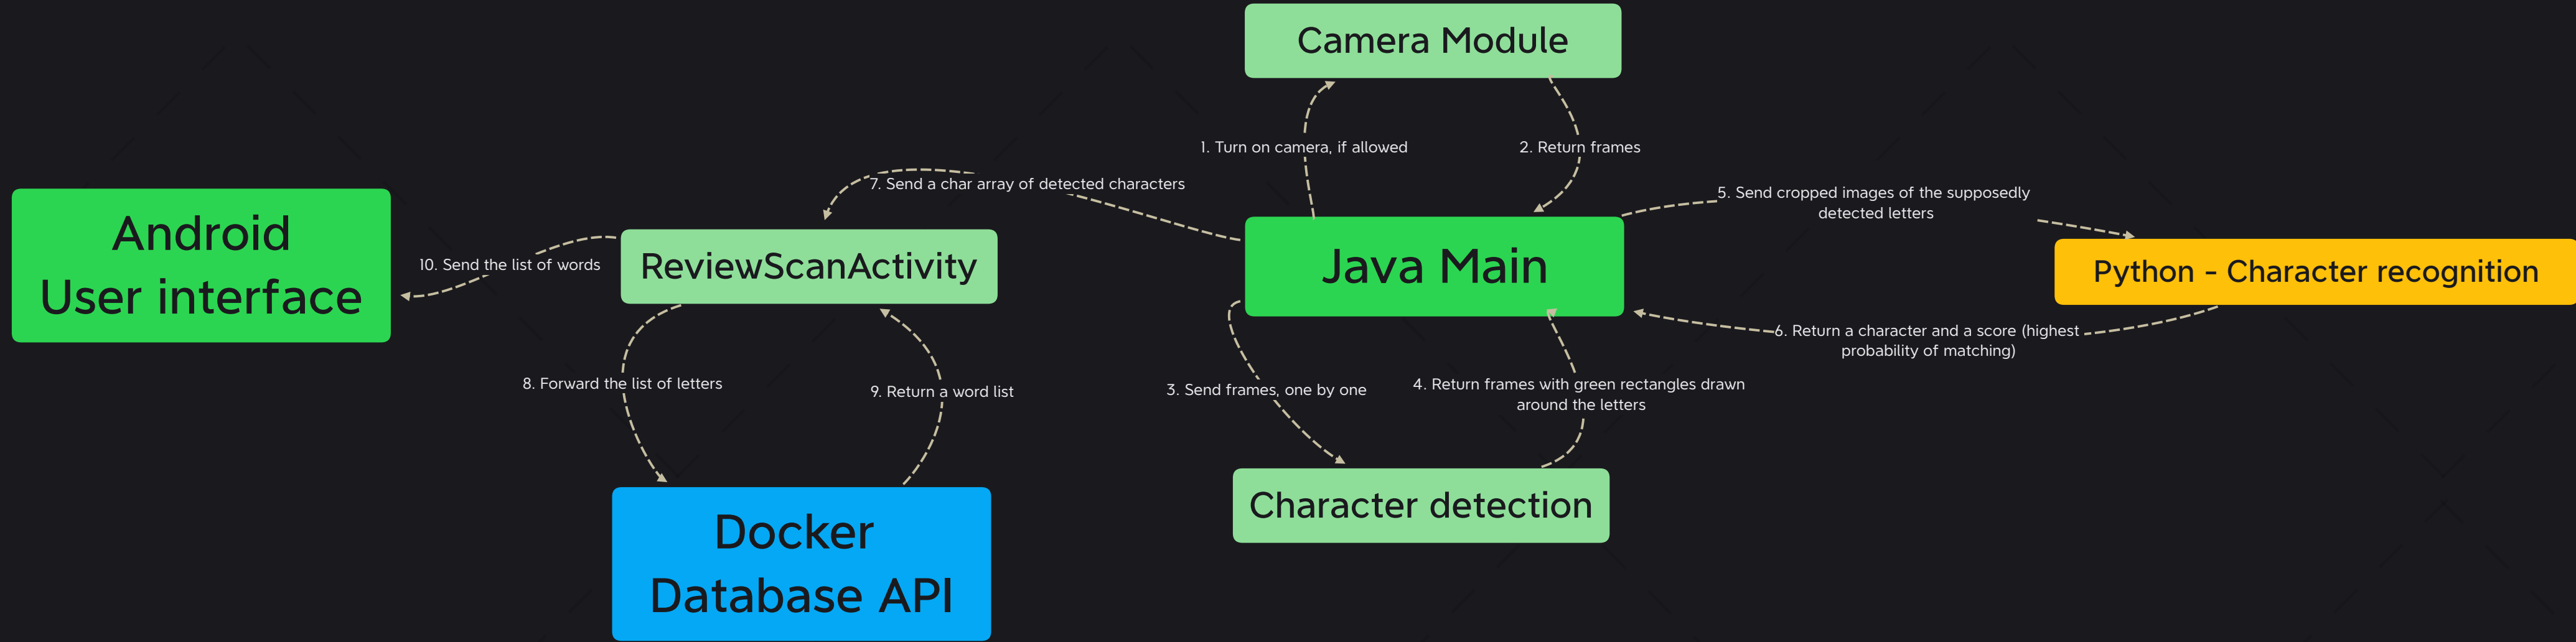 Camera Module
1. Turn on camera, if allowed
2. Return frames
7. Send a char array of detected characters
5. Send cropped images of the supposedly
detected letters
Android
User interface
10. Send the list of words
ReviewScanActivity
Java Main
Python - Character recognition
6. Return a character and a score (highest
probability of matching)
8. Forward the list of letters
9. Return a word list
3. Send frames, one by one
4. Return frames with green rectangles drawn
around the letters
Character detection
Docker
Database API